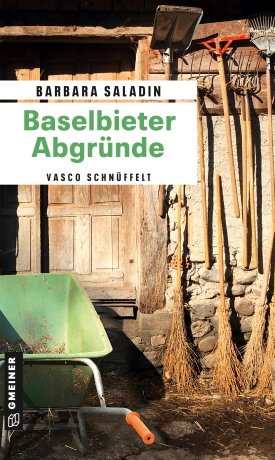 BARBARA SALADIN
Baselbieter
Abgründe
VASCO SCHNÜFFELT
GMEINER